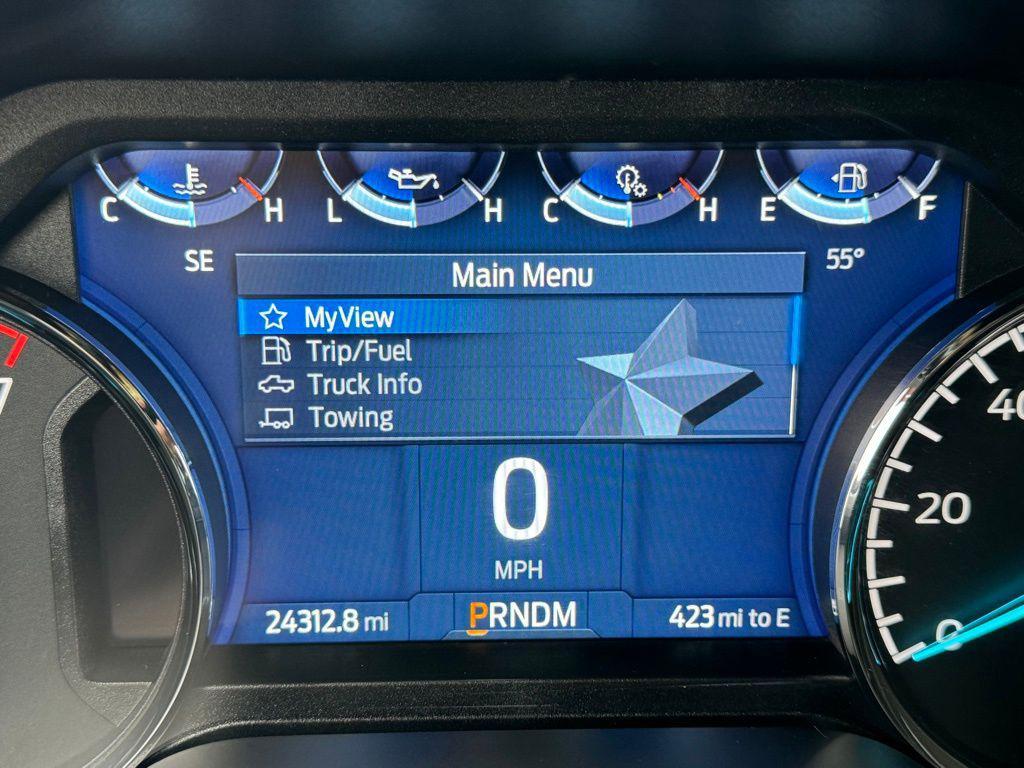 C H L H C H E F
SE
55°
Main Menu
MyView
Trip/Fuel
Truck Info
Towing
40
20
0
0
MPH
24312.8 mi
PRNDM
423 mi to E